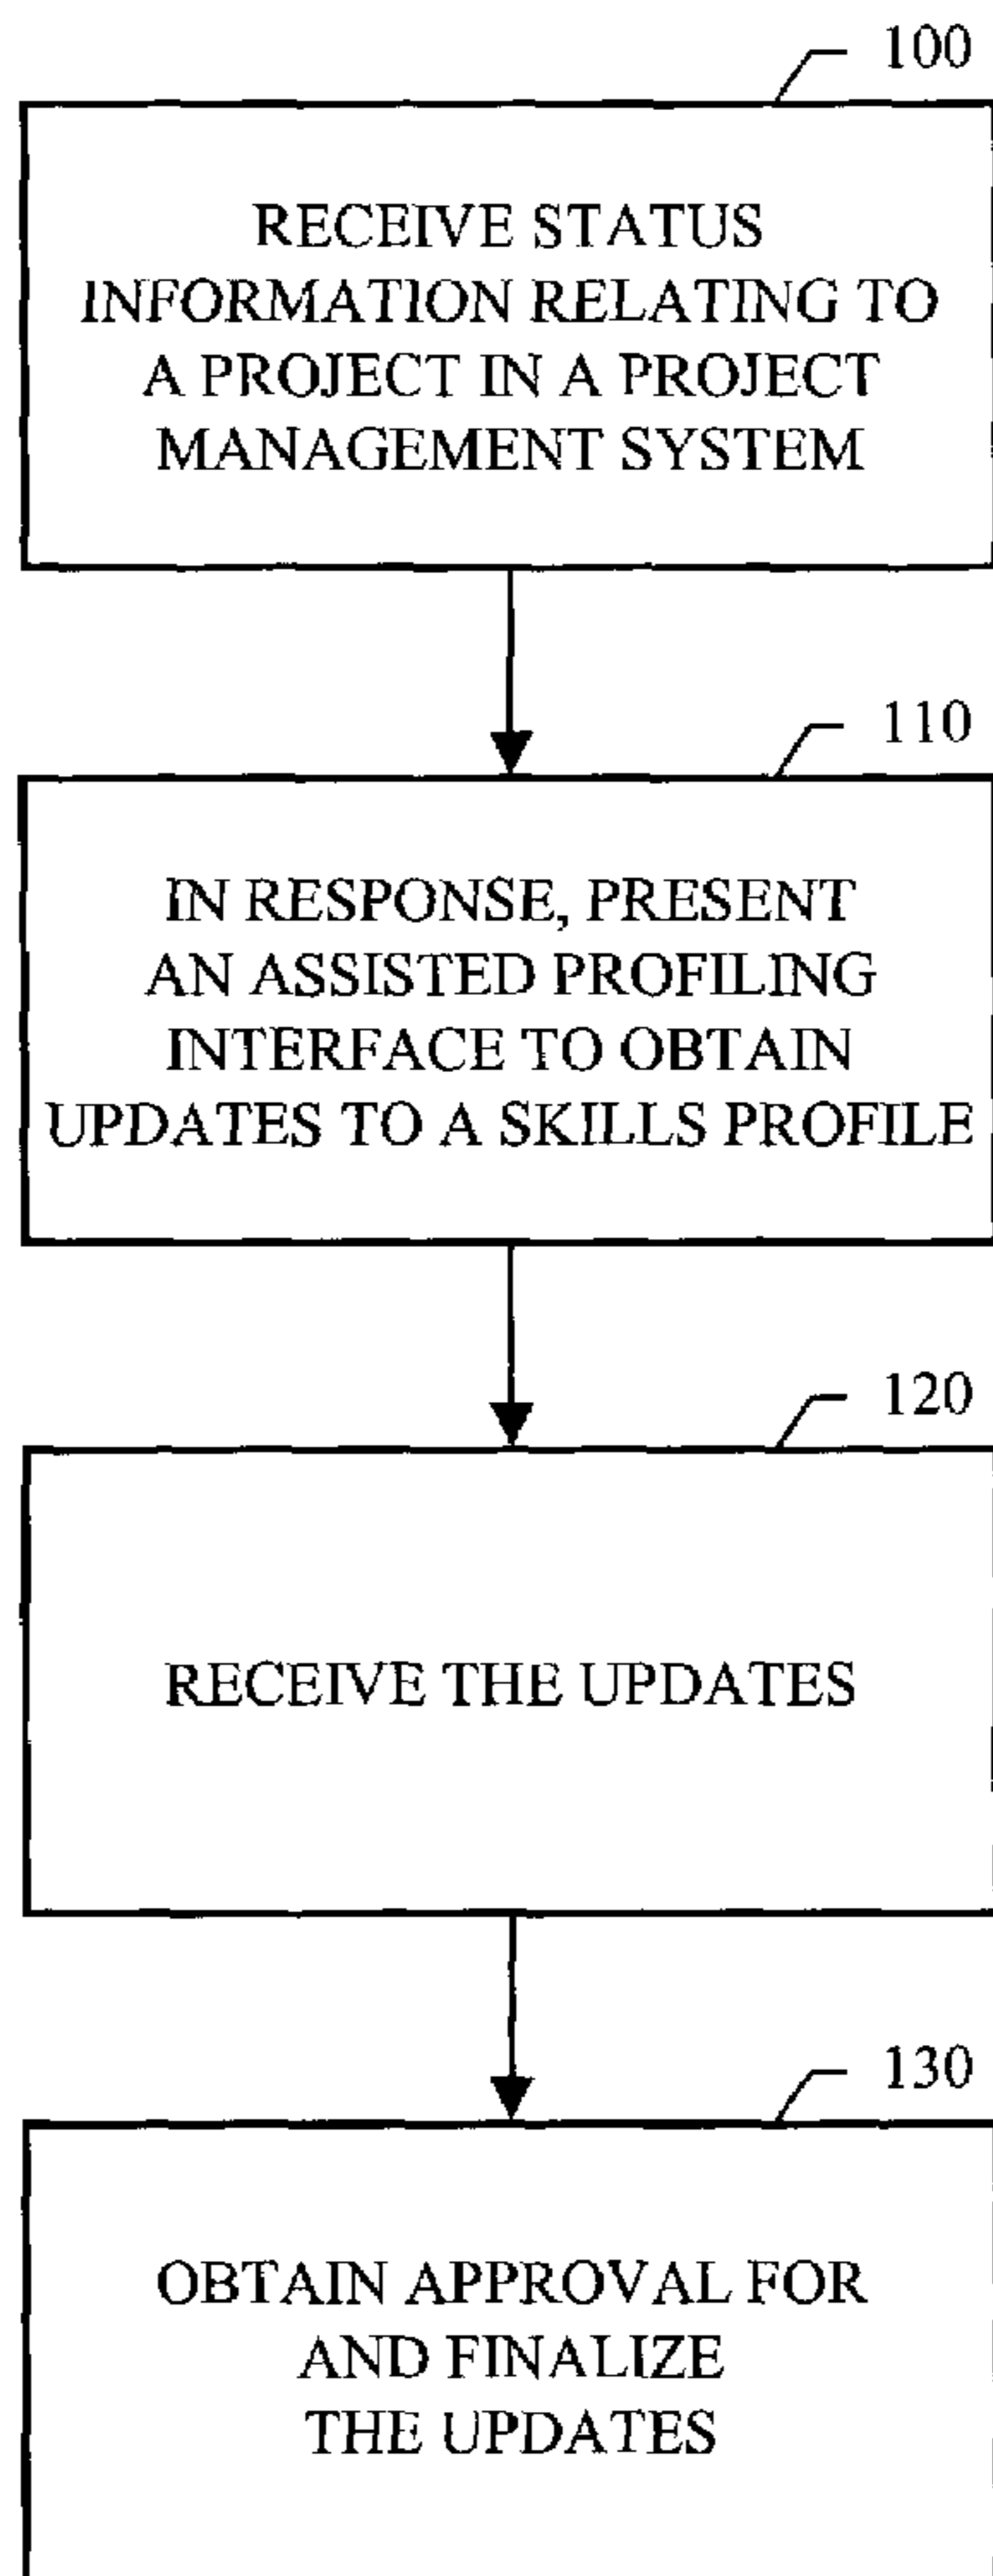 100
RECEIVE STATUS
INFORMATION RELATING TO
A PROJECT IN A PROJECT
MANAGEMENT SYSTEM
110
IN RESPONSE, PRESENT
AN ASSISTED PROFILING
INTERFACE TO OBTAIN
UPDATES TO A SKILLS PROFILE
120
RECEIVE THE UPDATES
130
OBTAIN APPROVAL FOR
AND FINALIZE
THE UPDATES